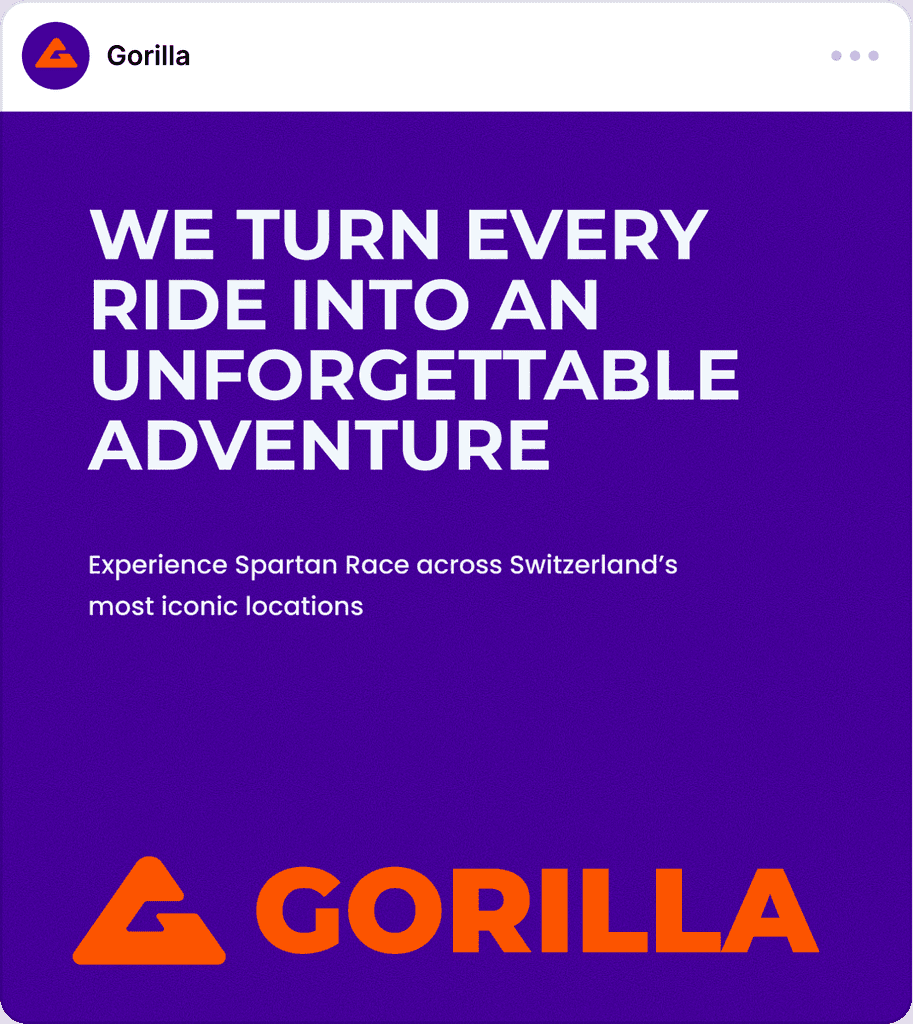 Gorilla
WE TURN EVERY
RIDE INTO AN
UNFORGETTABLE
ADVENTURE
Experience Spartan Race across Switzerland’s
most iconic locations
GORILLA